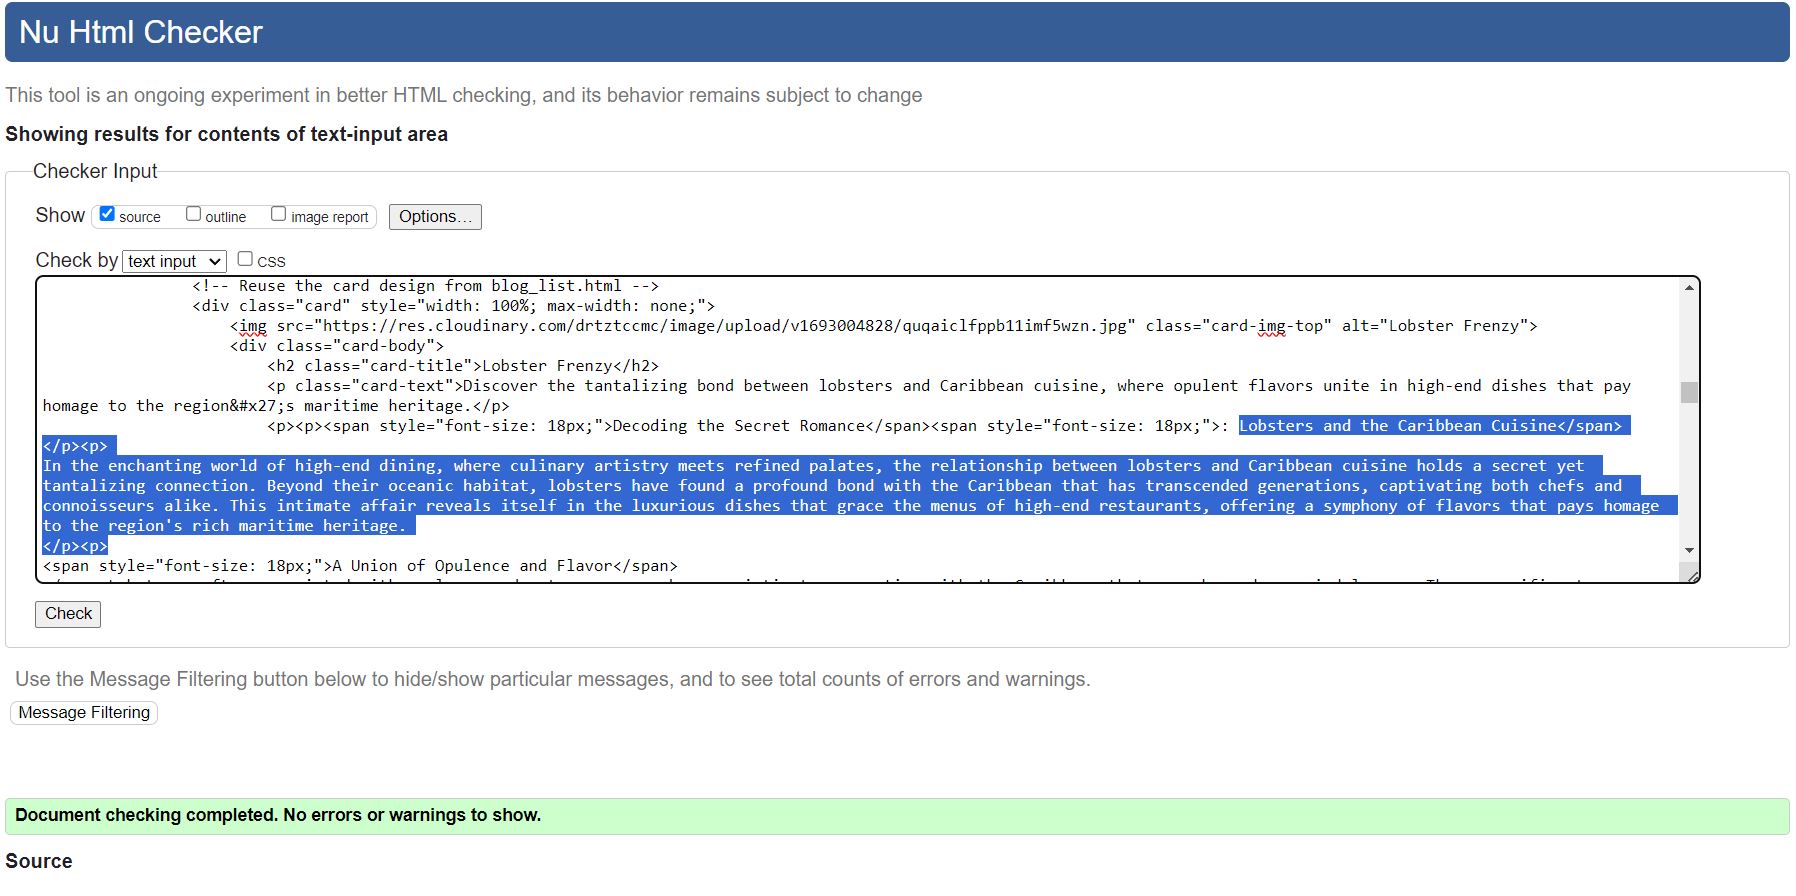 Nu Html Checker
This tool is an ongoing experiment in better HTML checking, and its behavior remains subject to change
Showing results for contents of text-input area
Checker Input
Show source outline image report Options...
Check by text input CSS
<!-- Reuse the card design from blog_list.html -->
<div class="card" style="width: 100%; max-width: none;">
<img src="https://res.cloudinary.com/drtztccmc/image/upload/v1693004828/quqaiclfppb11imf5wzn.jpg" class="card-img-top" alt="Lobster Frenzy">
<div class="card-body">
<h2 class="card-title">Lobster Frenzy</h2>
<p class="card-text">Discover the tantalizing bond between lobsters and Caribbean cuisine, where opulent flavors unite in high-end dishes that pay
homage to the region&#x27;s maritime heritage.</p>
<p><p><span style="font-size: 18px;">Decoding the Secret Romance</span><span style="font-size: 18px;">: Lobsters and the Caribbean Cuisine</span>
</p><p>
In the enchanting world of high-end dining, where culinary artistry meets refined palates, the relationship between lobsters and Caribbean cuisine holds a secret yet
tantalizing connection. Beyond their oceanic habitat, lobsters have found a profound bond with the Caribbean that has transcended generations, captivating both chefs and
connoisseurs alike. This intimate affair reveals itself in the luxurious dishes that grace the menus of high-end restaurants, offering a symphony of flavors that pays homage
to the region's rich maritime heritage.
</p><p>
<span style="font-size: 18px;">A Union of Opulence and Flavor</span>
Check
Use the Message Filtering button below to hide/show particular messages, and to see total counts of errors and warnings.
Message Filtering
Document checking completed. No errors or warnings to show.
Source